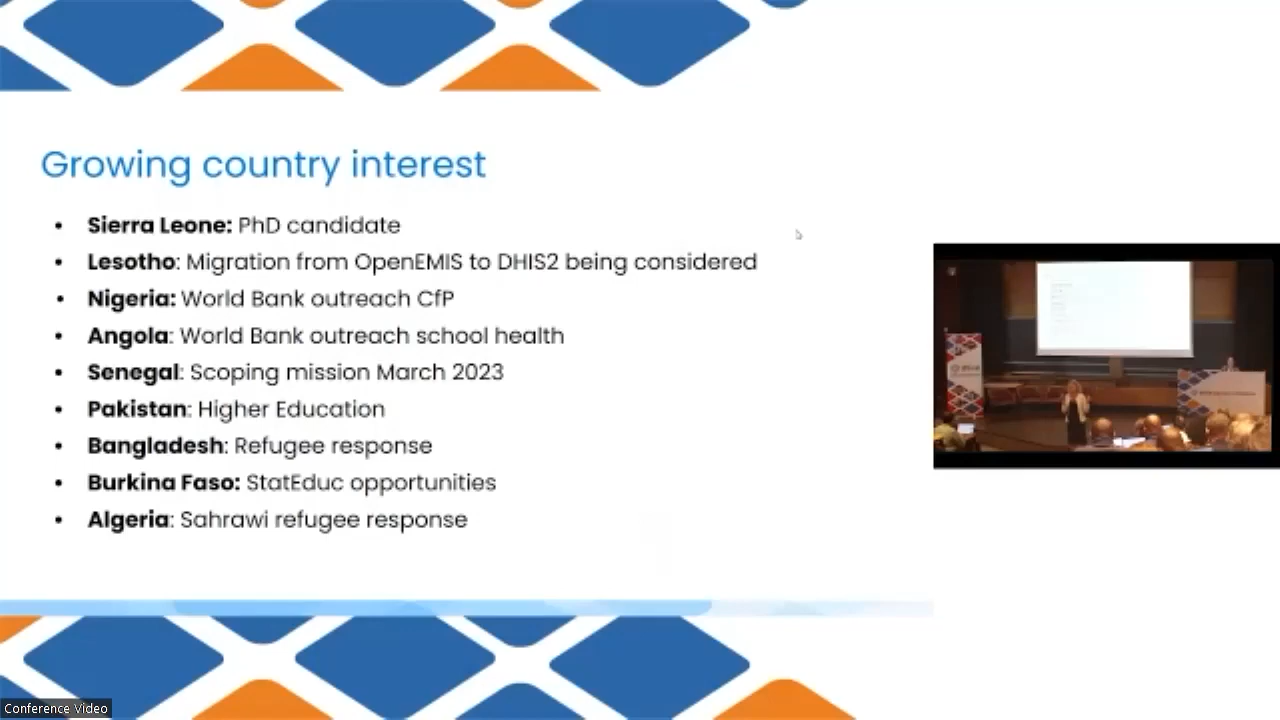 Growing country interest
• Sierra Leone: PhD candidate
• Lesotho: Migration from OpenEMIS to DHIS2 being considered
• Nigeria: World Bank outreach CfP
• Angola: World Bank outreach school health
• Senegal: Scoping mission March 2023
• Pakistan: Higher Education
• Bangladesh: Refugee response
• Burkina Faso: StatEduc opportunities
• Algeria: Sahrawi refugee response
Conference Video